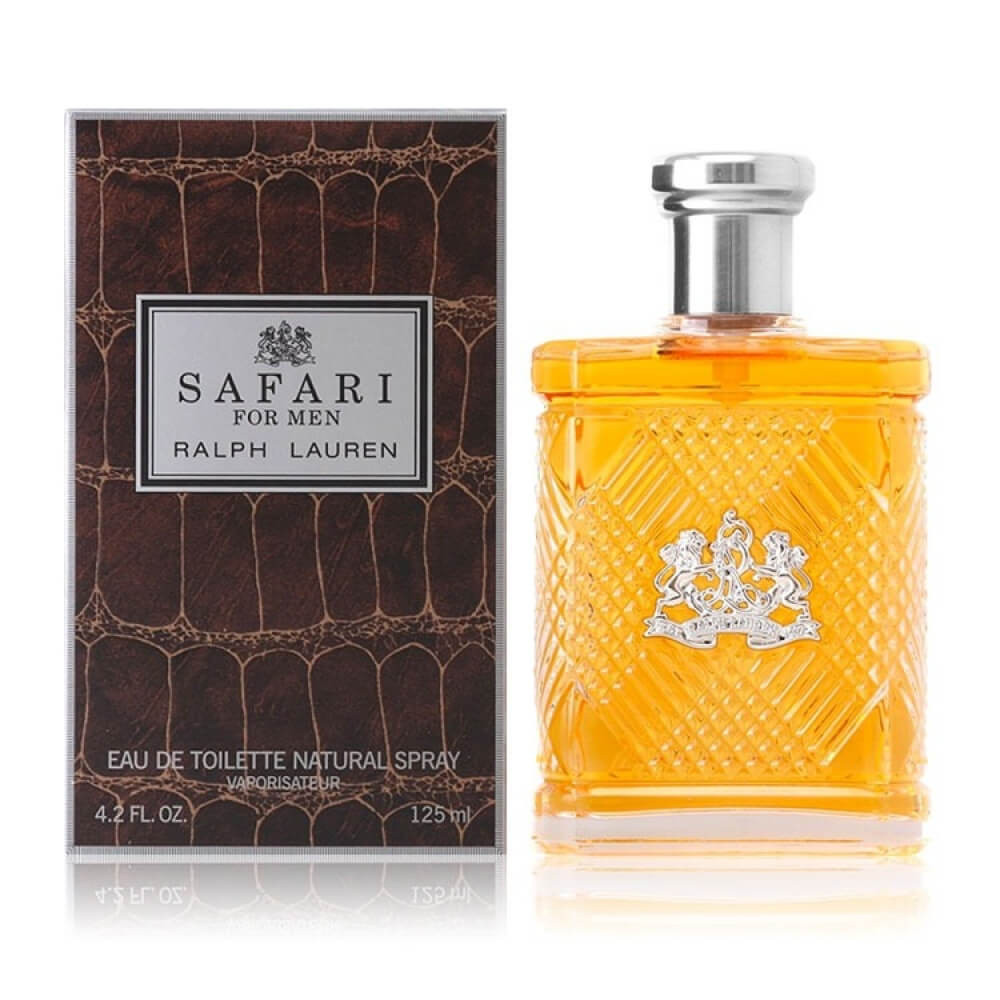 SAFARI
FOR MEN
RALPH LAUREN
EAU DE TOILETTE NATURAL SPRAY
VAPORISATEUR
4.2 FL. OZ.
125 ml